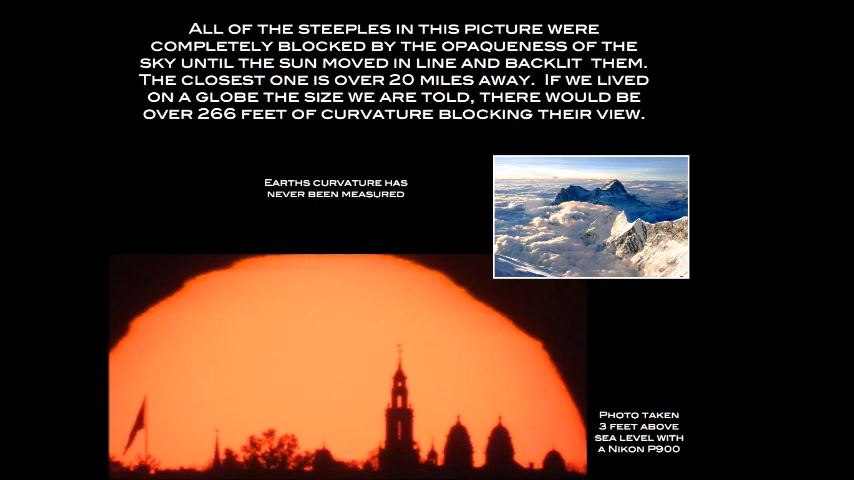 All of the steeples in this picture were
completely blocked by the opaqueness of the
sky until the sun moved in line and backlit them.
The closest one is over 20 miles away. If we lived
on a globe the size we are told, there would be
over 266 feet of curvature blocking their view.
Earths curvature has
never been measured
Photo taken
3 feet above
sea level with
a Nikon P900